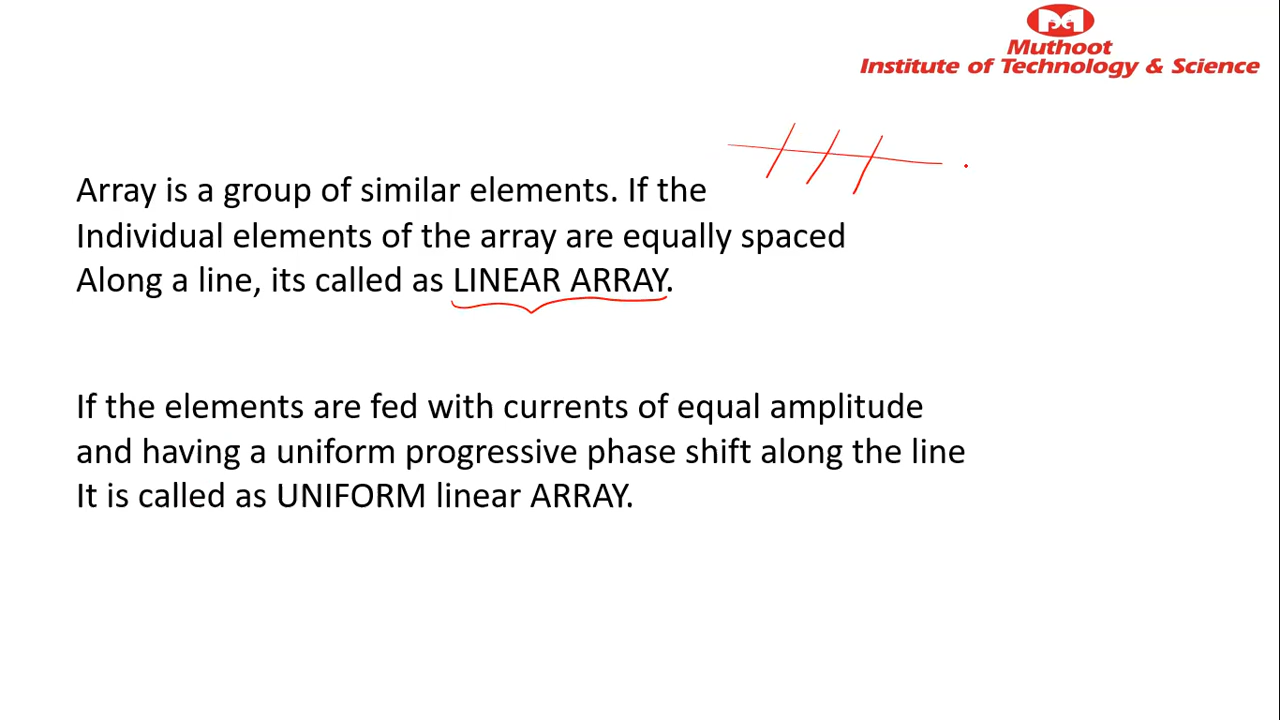 Muthoot
Institute of Technology & Science
Array is a group of similar elements. If the
Individual elements of the array are equally spaced
Along a line, its called as LINEAR ARRAY.
If the elements are fed with currents of equal amplitude
and having a uniform progressive phase shift along the line
It is called as UNIFORM linear ARRAY.